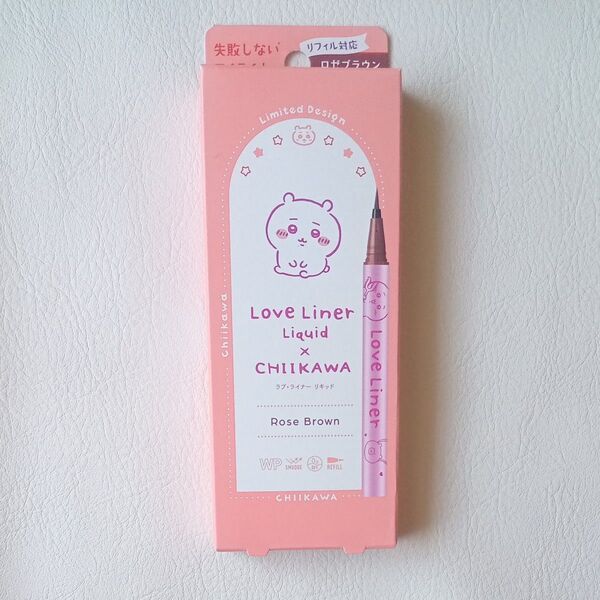 失敗しない
リフィル対応
ロゼブラウン
Limited Design
Chiikawa
Love Liner
Liquid
×
CHIIKAWA
ラブ・ライナー リキッド
Rose Brown
WP
SMUDGE
REFILL
CHIIKAWA
Love Liner